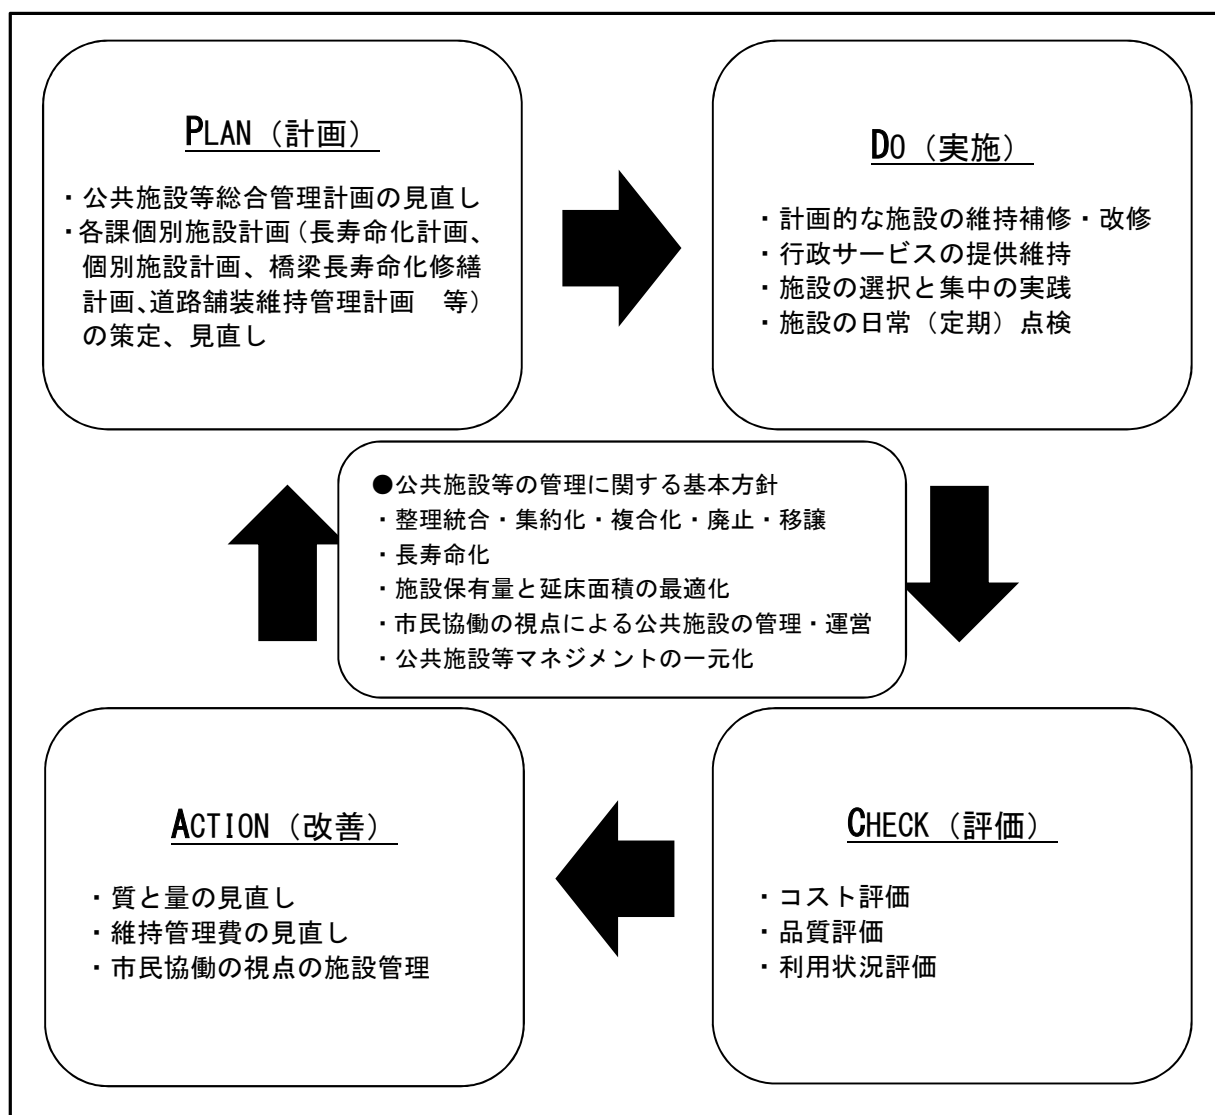 PLAN（計画）
・公共施設等総合管理計画の見直し
・各課個別施設計画（長寿命化計画、
個別施設計画、橋梁長寿命化修繕
計画、道路舗装維持管理計画　等）
の策定、見直し
DO（実施）
・計画的な施設の維持補修・改修
・行政サービスの提供維持
・施設の選択と集中の実践
・施設の日常（定期）点検
●公共施設等の管理に関する基本方針
・整理統合・集約化・複合化・廃止・移譲
・長寿命化
・施設保有量と延床面積の最適化
・市民協働の視点による公共施設の管理・運営
・公共施設等マネジメントの一元化
ACTION（改善）
・質と量の見直し
・維持管理費の見直し
・市民協働の視点の施設管理
CHECK（評価）
・コスト評価
・品質評価
・利用状況評価